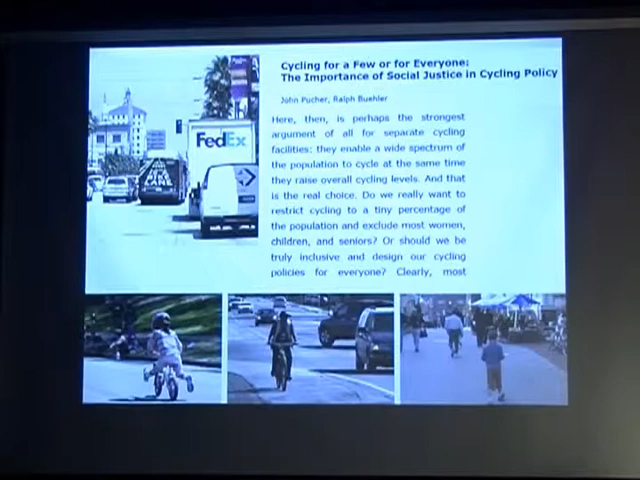 Cycling for a Few or for Everyone:
The Importance of Social Justice in Cycling Policy
John Pucher, Ralph Buehler
Here, then, is perhaps the strongest
argument of all for separate cycling
facilities: they enable a wide spectrum of
the population to cycle at the same time
they raise overall cycling levels. And that
is the real choice. Do we really want to
restrict cycling to a tiny percentage of
the population and exclude most women,
children, and seniors? Or should we be
truly inclusive and design our cycling
policies for everyone? Clearly, most
FedEx
LANE